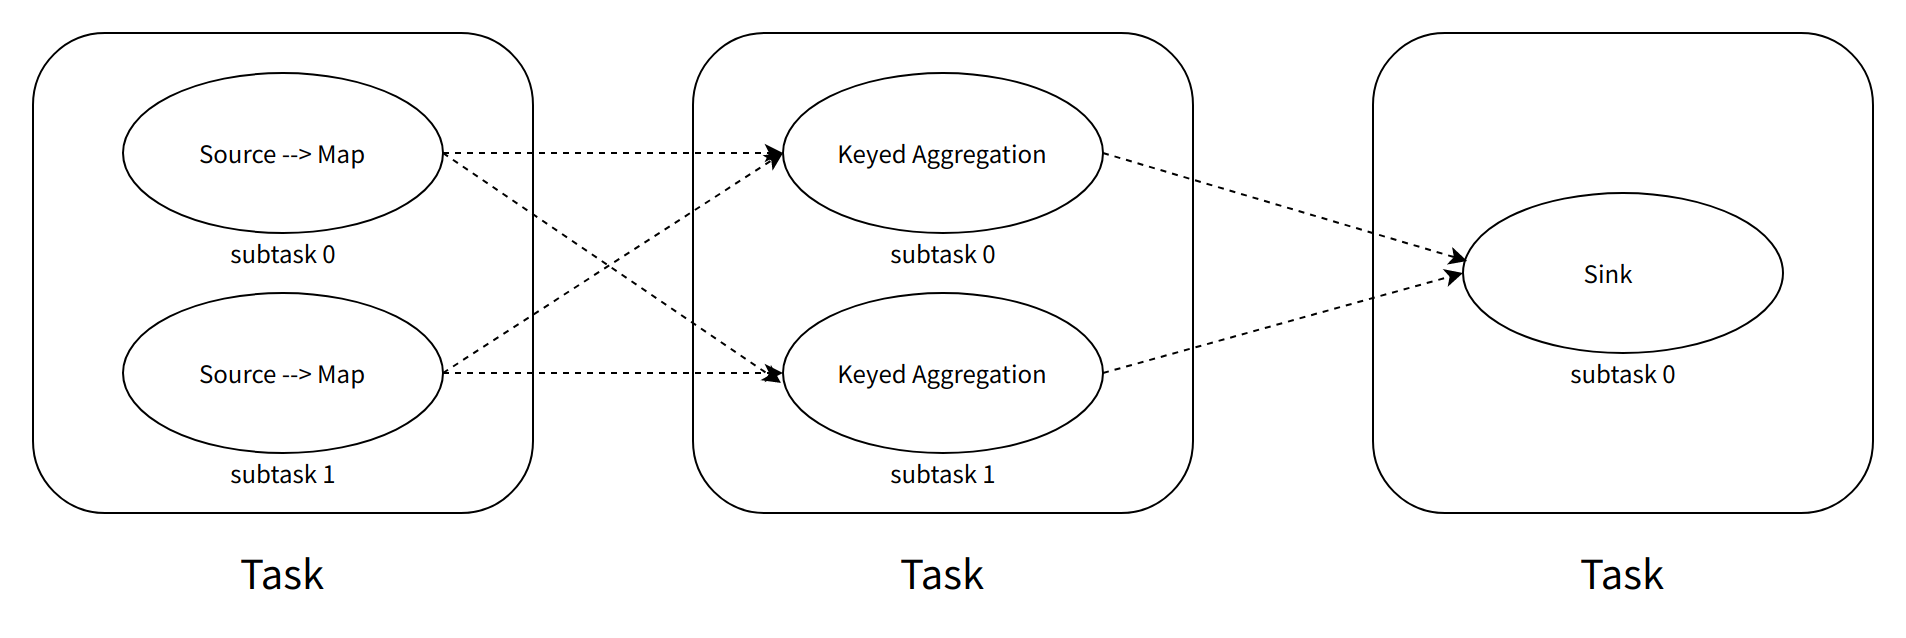 Source --> Map
subtask 0
Source --> Map
subtask 1
Task
Keyed Aggregation
subtask 0
Keyed Aggregation
subtask 1
Task
Sink
subtask 0
Task